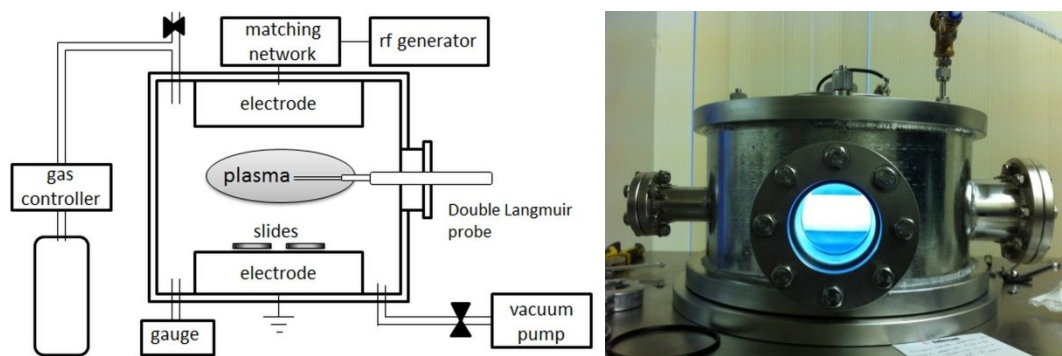 matching
network
rf generator
electrode
gas
controller
plasma
Double Langmuir
probe
slides
electrode
gauge
vacuum
pump